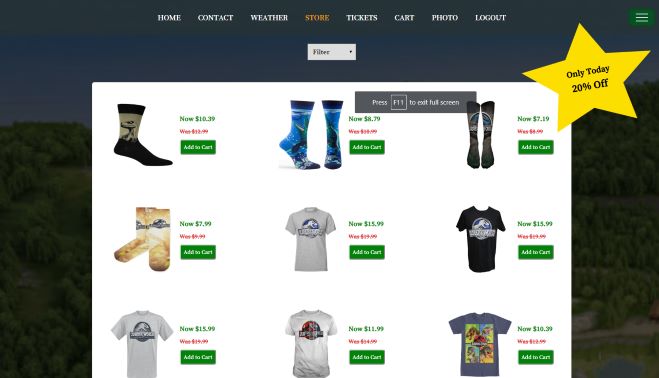 HOME CONTACT WEATHER STORE TICKETS CART PHOTO LOGOUT
Filter
Only Today
20% Off
Press F11 to exit full screen
Now $10.39
Was $12.99
Add to Cart
Now $8.79
Was $10.99
Add to Cart
Now $7.19
Was $8.99
Add to Cart
Now $7.99
Was $9.99
Add to Cart
Now $15.99
Was $19.99
Add to Cart
Now $15.99
Was $19.99
Add to Cart
Now $15.99
Was $19.99
Add to Cart
Now $11.99
Was $14.99
Add to Cart
Now $10.39
Was $12.99
Add to Cart